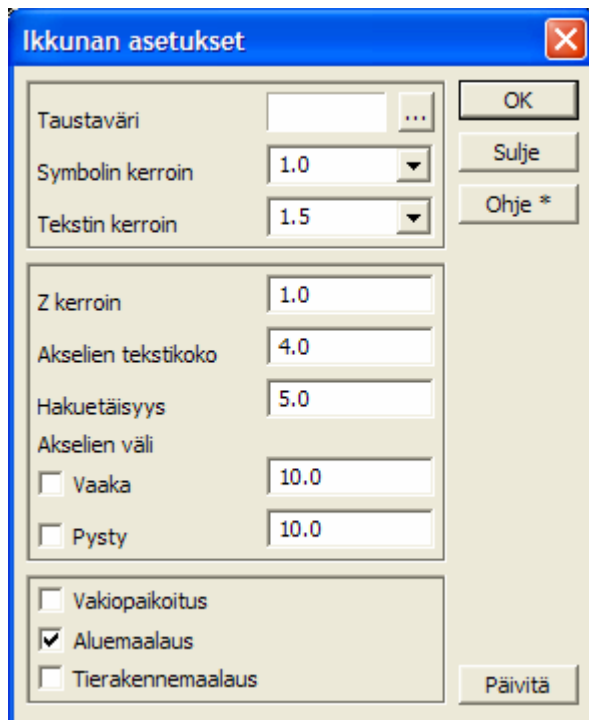 Ikkunan asetukset
Taustaväri ...
OK
Symbolin kerroin 1.0
Sulje
Tekstin kerroin 1.5
Ohje *
Z kerroin 1.0
Akselien tekstikoko 4.0
Hakuetäisyys 5.0
Akselien väli
Vaaka 10.0
Pysty 10.0
Vakiopaikoitus
Aluemaalaus
Tierakennemaalaus
Päivitä